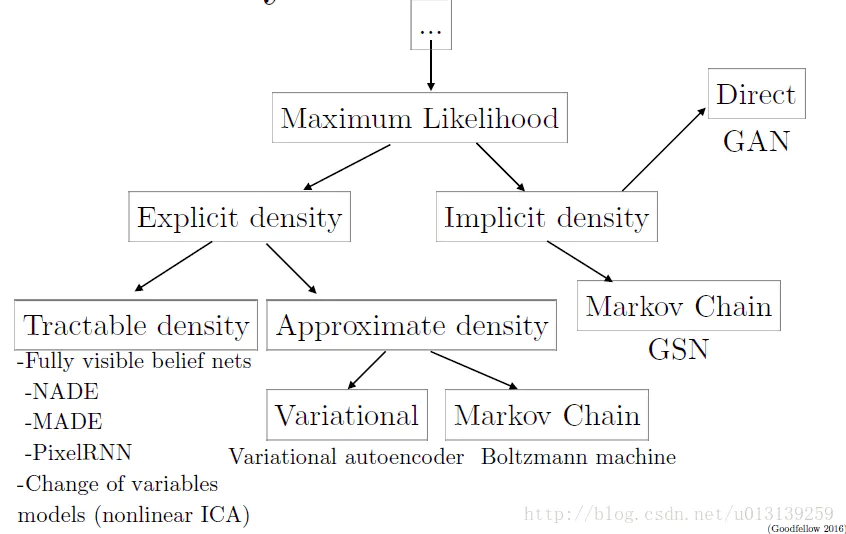 ...
Maximum Likelihood
Direct
GAN
Explicit density
Implicit density
Tractable density
Approximate density
Markov Chain
GSN
-Fully visible belief nets
-NADE
-MADE
-PixelRNN
-Change of variables
models (nonlinear ICA)
Variational
Markov Chain
Variational autoencoder
Boltzmann machine
http://blog.csdn.net/u013139259
(Goodfellow 2016)